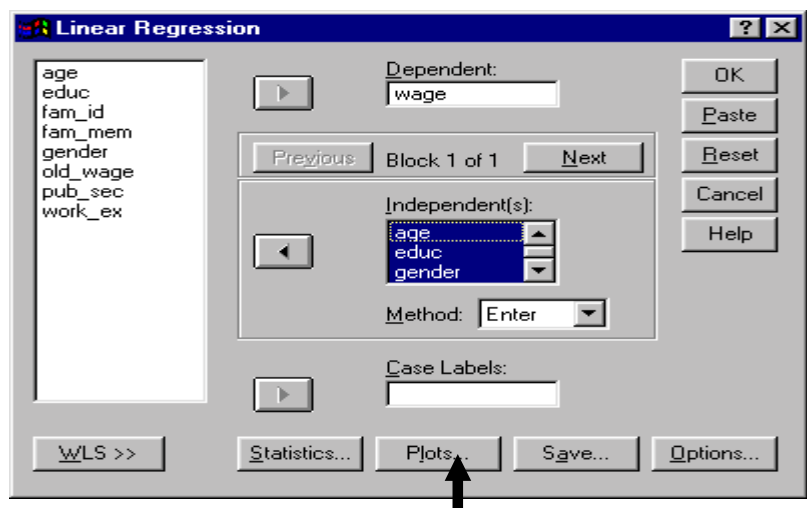 Linear Regression
age
educ
fam_id
fam_mem
gender
old_wage
pub_sec
work_ex
Dependent:
wage
Previous Block 1 of 1 Next
Independent(s):
age
educ
gender
Method: Enter
Case Labels:
OK
Paste
Reset
Cancel
Help
WLS >> Statistics... Plots... Save... Options...